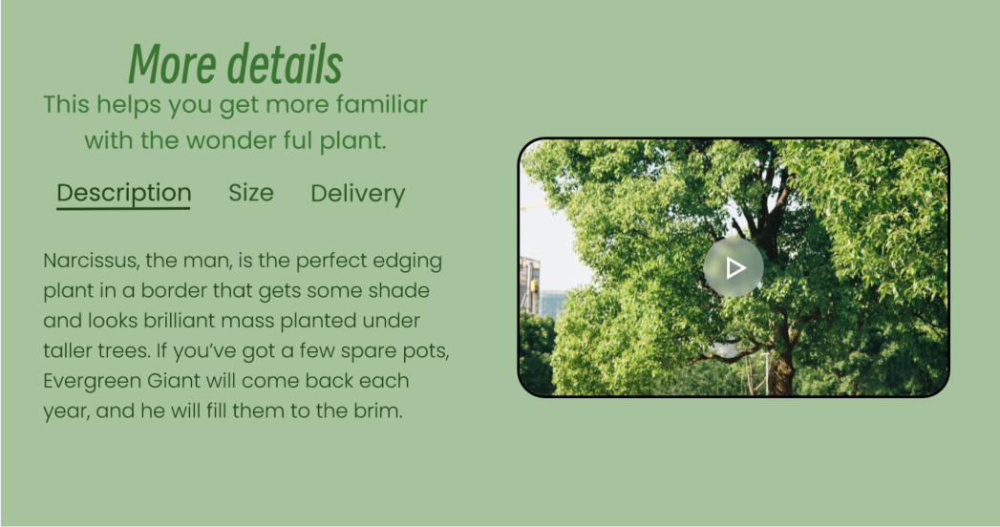 More details
This helps you get more familiar
with the wonder ful plant.
Description Size Delivery
Narcissus, the man, is the perfect edging
plant in a border that gets some shade
and looks brilliant mass planted under
taller trees. If you’ve got a few spare pots,
Evergreen Giant will come back each
year, and he will fill them to the brim.